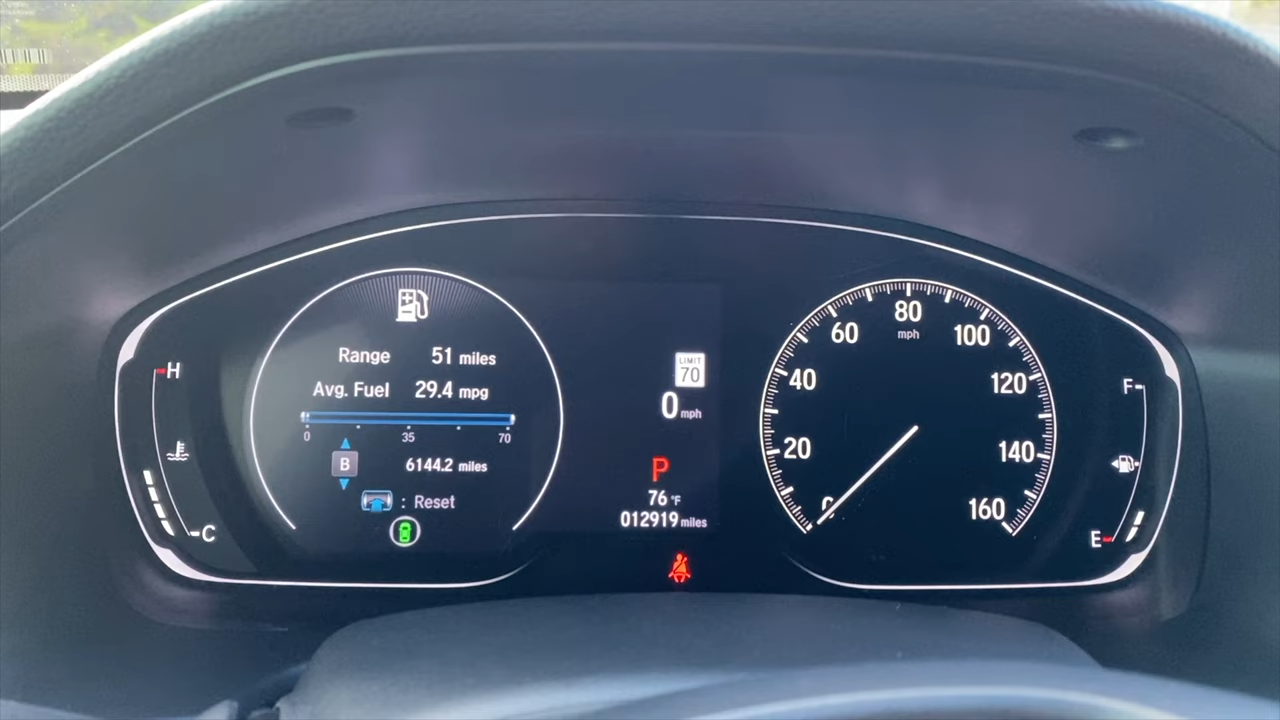 H
C
Range 51 miles
Avg. Fuel 29.4 mpg
0 35 70
B 6144.2 miles
: Reset
LIMIT
70
0 mph
P
76 °F
012919 miles
0
20
40
60
80
100
120
140
160
mph
F
E